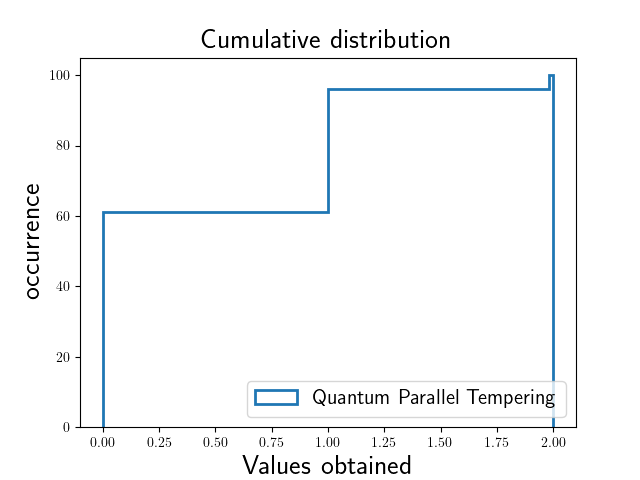 Cumulative distribution
100
80
60
40
20
0
occurrence
Quantum Parallel Tempering
0.00 0.25 0.50 0.75 1.00 1.25 1.50 1.75 2.00
Values obtained